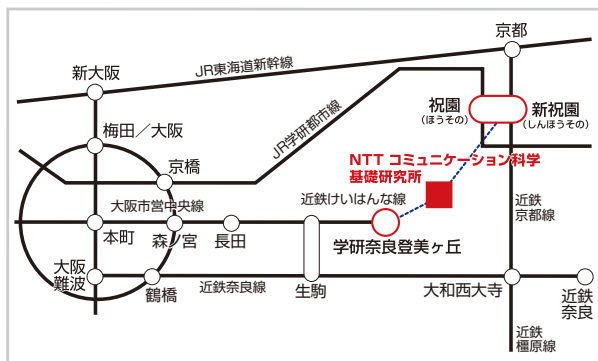 京都
JR東海道新幹線
新大阪
祝園
(ほうその)
新祝園
(しんほうその)
梅田／大阪
JR学研都市線
京橋
NTT コミュニケーション科学
基礎研究所
大阪市営中央線
近鉄けいはんな線
近鉄
京都線
本町
森ノ宮
長田
学研奈良登美ヶ丘
大阪
難波
鶴橋
近鉄奈良線
生駒
大和西大寺
近鉄
奈良
近鉄
橿原線